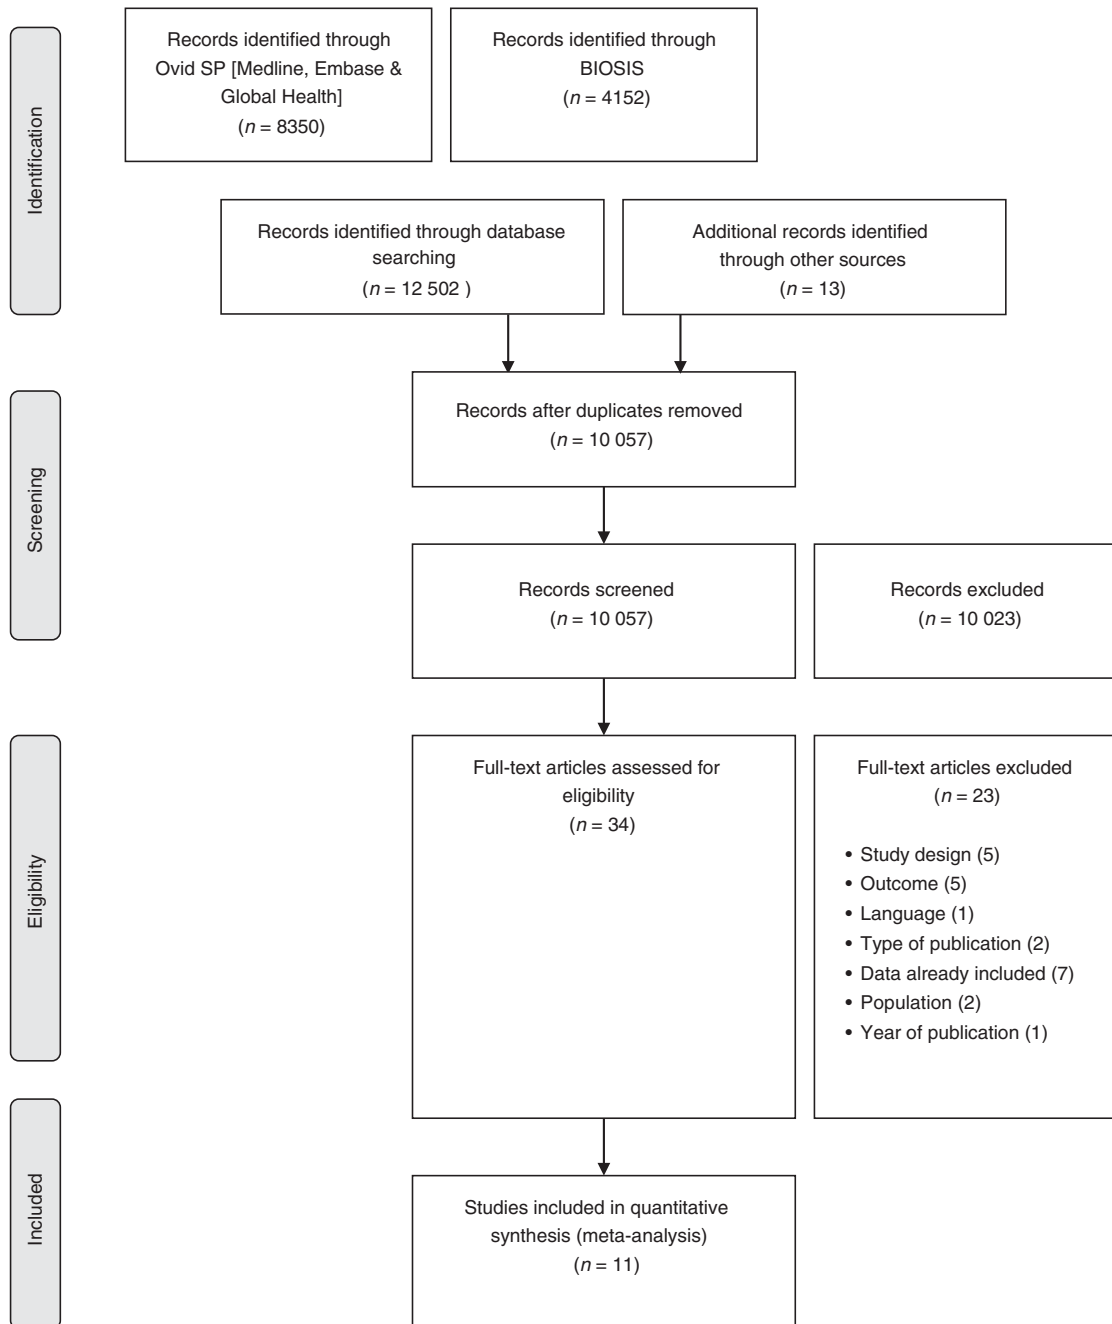 Identification
Records identified through
Ovid SP [Medline, Embase &
Global Health]
(n = 8350)
Records identified through
BIOSIS
(n = 4152)
Records identified through database
searching
(n = 12 502 )
Additional records identified
through other sources
(n = 13)
Screening
Records after duplicates removed
(n = 10 057)
Records screened
(n = 10 057)
Records excluded
(n = 10 023)
Eligibility
Full-text articles assessed for
eligibility
(n = 34)
Full-text articles excluded
(n = 23)
• Study design (5)
• Outcome (5)
• Language (1)
• Type of publication (2)
• Data already included (7)
• Population (2)
• Year of publication (1)
Included
Studies included in quantitative
synthesis (meta-analysis)
(n = 11)